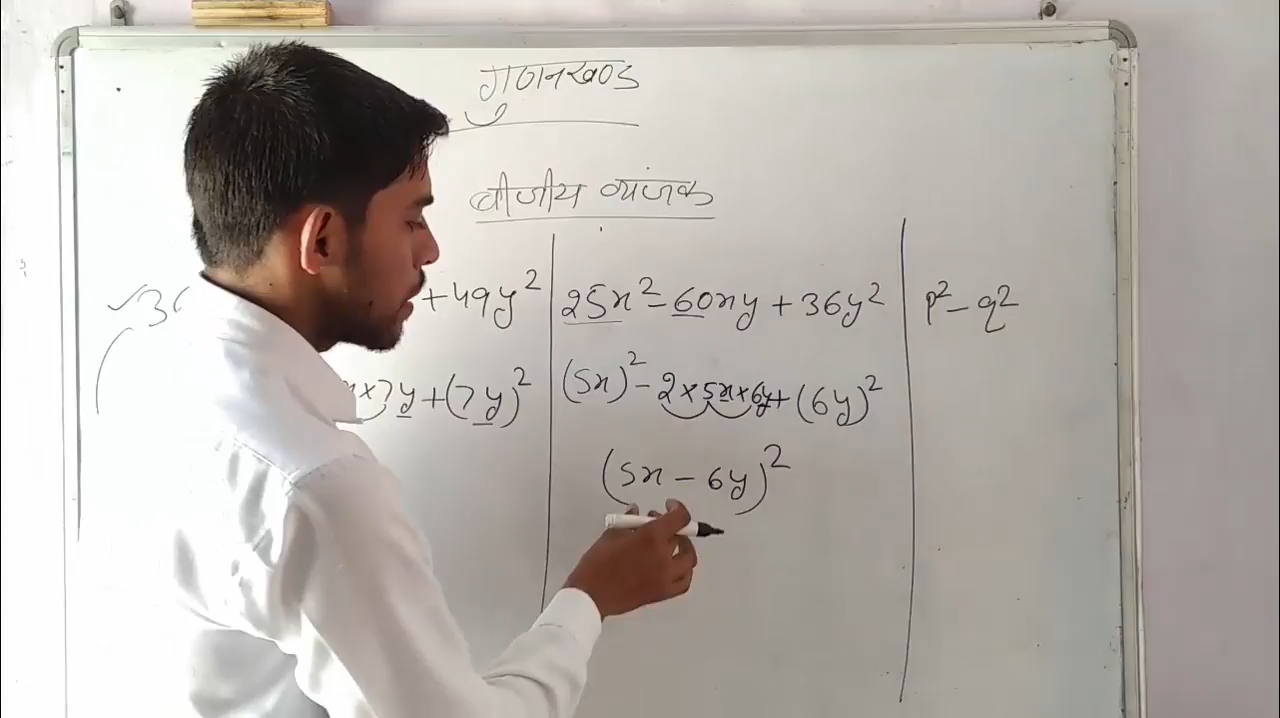 गुणनखण्ड
बीजीय व्यंजक
+49y²
x7y+(7y)²
25x²-60xy+36y²
(5x)²-2×5x×6y+(6y)²
(5x-6y)²
p²-q²